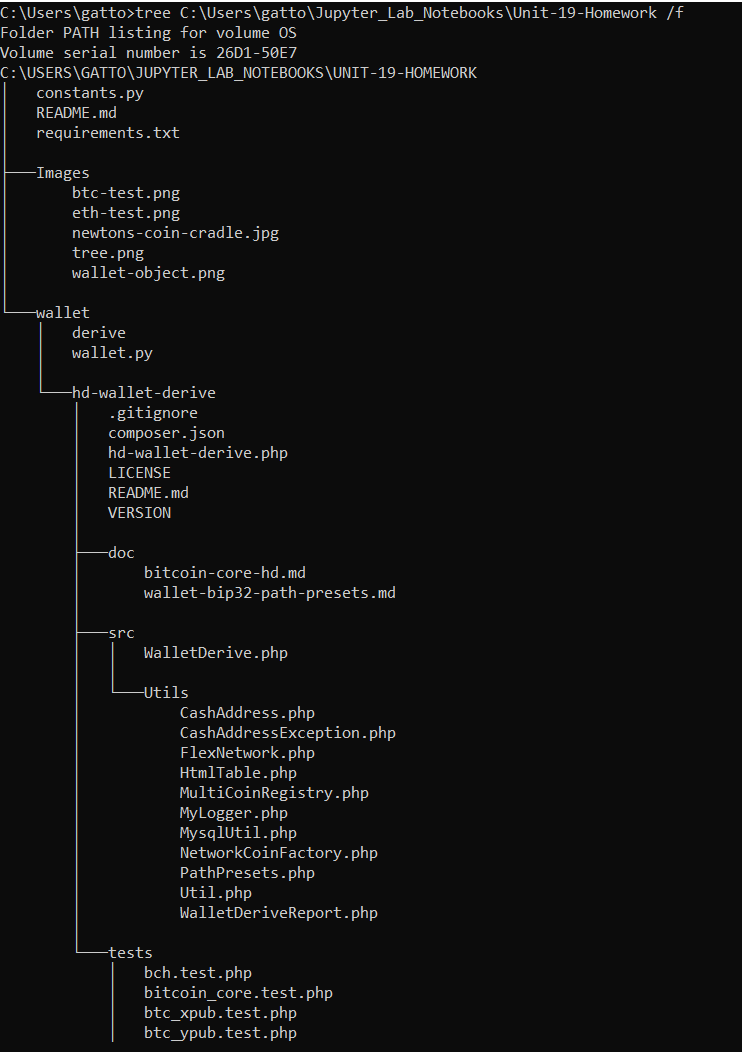 C:\Users\gatto>tree C:\Users\gatto\Jupyter_Lab_Notebooks\Unit-19-Homework /f
Folder PATH listing for volume OS
Volume serial number is 26D1-50E7
C:\USERS\GATTO\JUPYTER_LAB_NOTEBOOKS\UNIT-19-HOMEWORK
constants.py
README.md
requirements.txt
Images
btc-test.png
eth-test.png
newtons-coin-cradle.jpg
tree.png
wallet-object.png
wallet
derive
wallet.py
hd-wallet-derive
.gitignore
composer.json
hd-wallet-derive.php
LICENSE
README.md
VERSION
doc
bitcoin-core-hd.md
wallet-bip32-path-presets.md
src
WalletDerive.php
Utils
CashAddress.php
CashAddressException.php
FlexNetwork.php
HtmlTable.php
MultiCoinRegistry.php
MyLogger.php
MysqlUtil.php
NetworkCoinFactory.php
PathPresets.php
Util.php
WalletDeriveReport.php
tests
bch.test.php
bitcoin_core.test.php
btc_xpub.test.php
btc_ypub.test.php